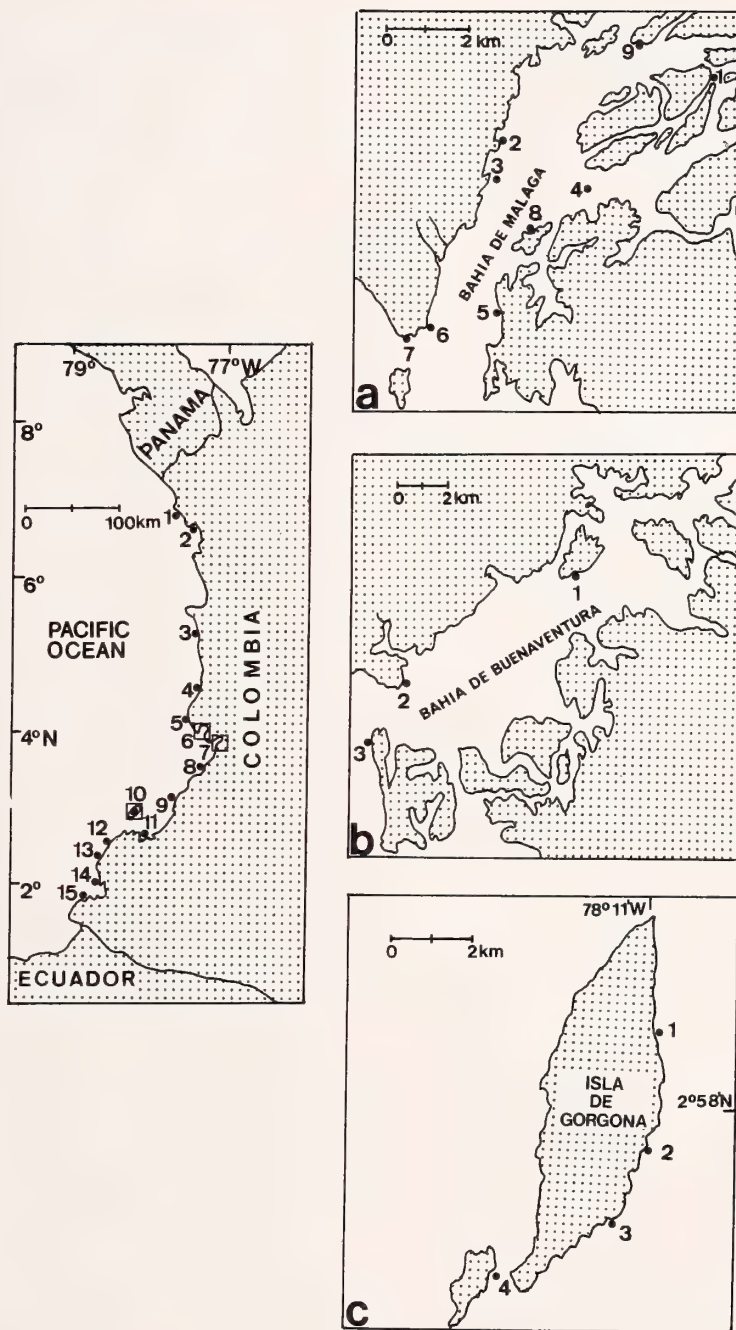 79°
77°W
8°
PANAMA
0 100km
1
2
6°
PACIFIC
OCEAN
COLOMBIA
3
4
5
4°N
6
7
8
9
10
11
12
13
14
2°
15
ECUADOR
0 2 km
9
1
2
3
4
8
BAHIA DE MALAGA
5
6
7
a
0 2km
1
BAHIA DE BUENAVENTURA
2
3
b
78°11'W
0 2km
1
ISLA
DE
GORGONA
2°58'N
2
3
4
c